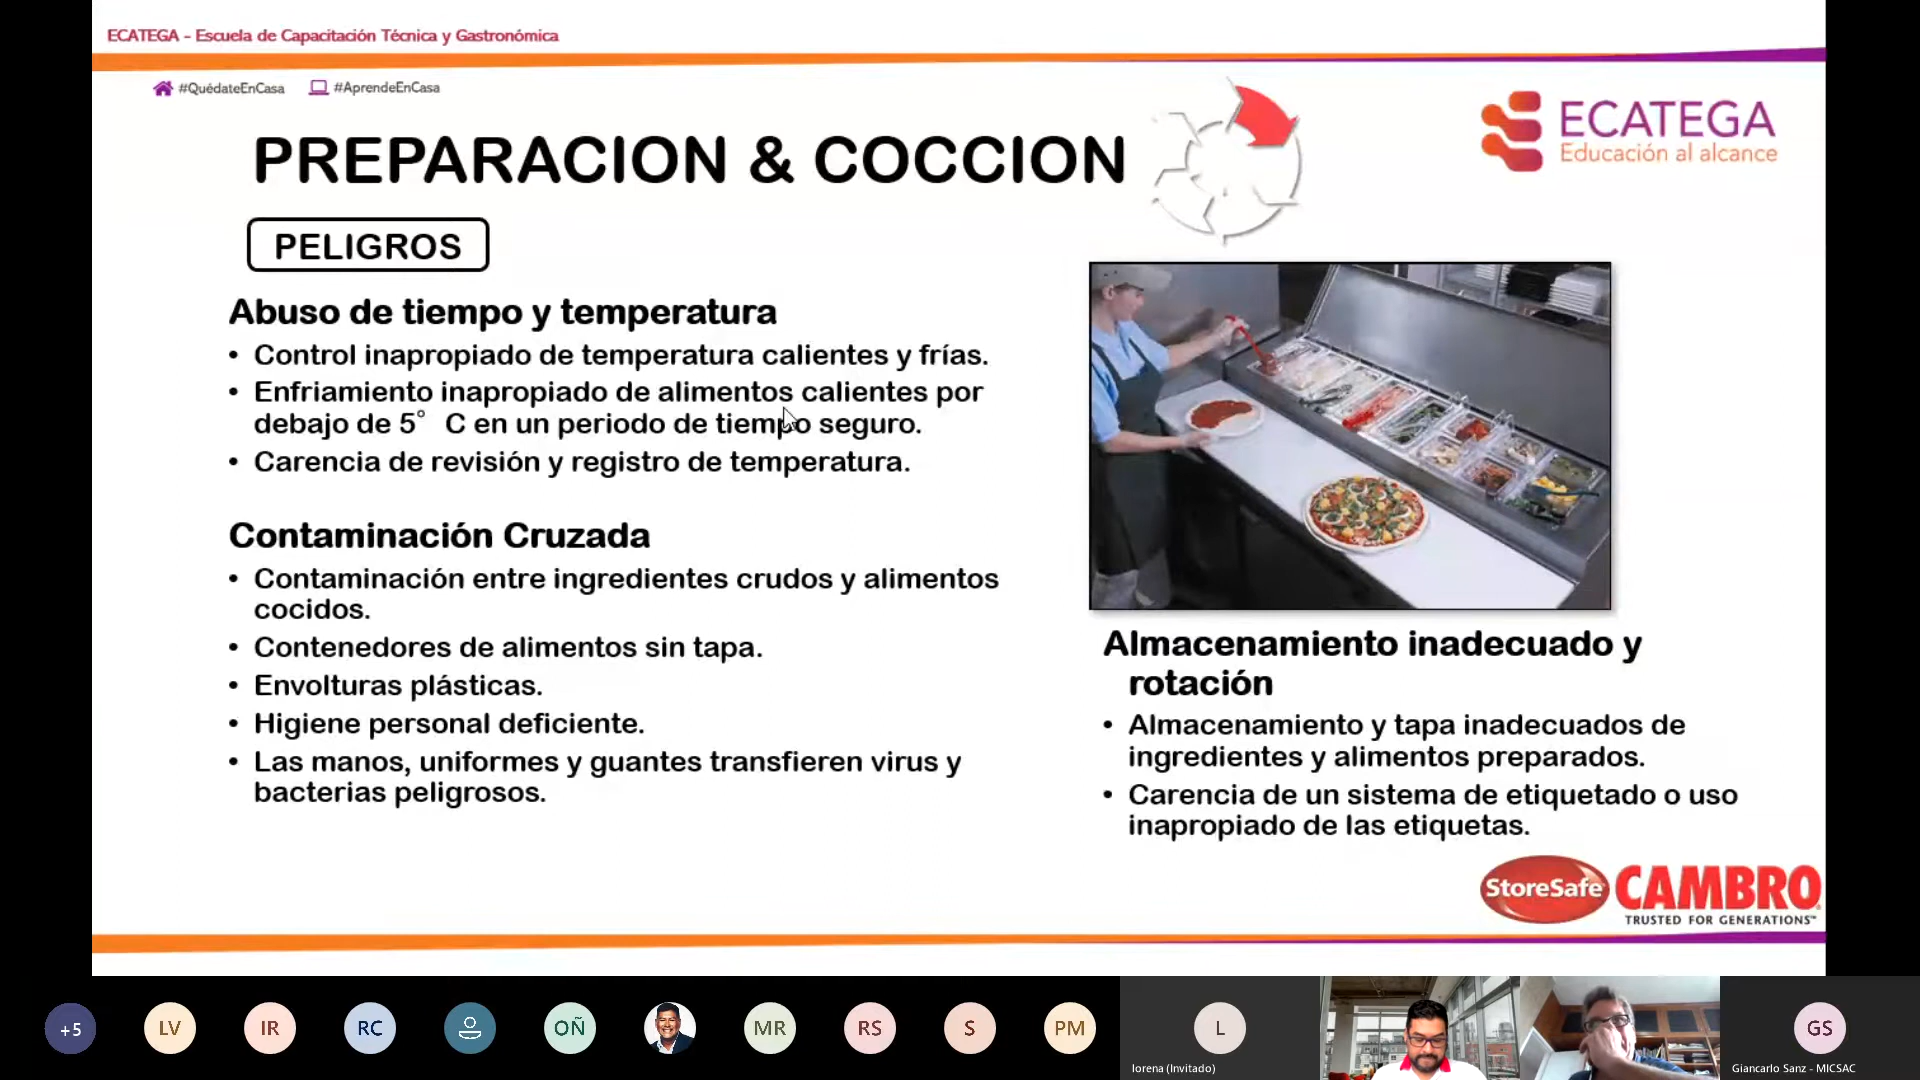 ECATEGA - Escuela de Capacitación Técnica y Gastronómica
#QuédateEnCasa #AprendeEnCasa
ECATEGA
Educación al alcance
PREPARACION & COCCION
PELIGROS
Abuso de tiempo y temperatura
• Control inapropiado de temperatura calientes y frías.
• Enfriamiento inapropiado de alimentos calientes por
debajo de 5° C en un periodo de tiempo seguro.
• Carencia de revisión y registro de temperatura.
Contaminación Cruzada
• Contaminación entre ingredientes crudos y alimentos
cocidos.
• Contenedores de alimentos sin tapa.
• Envolturas plásticas.
• Higiene personal deficiente.
• Las manos, uniformes y guantes transfieren virus y
bacterias peligrosos.
Almacenamiento inadecuado y
rotación
• Almacenamiento y tapa inadecuados de
ingredientes y alimentos preparados.
• Carencia de un sistema de etiquetado o uso
inapropiado de las etiquetas.
StoreSafe CAMBRO
TRUSTED FOR GENERATIONS™
+5 LV IR RC OÑ MR RS S PM L GS
lorena (Invitado) Giancarlo Sanz - MICSAC